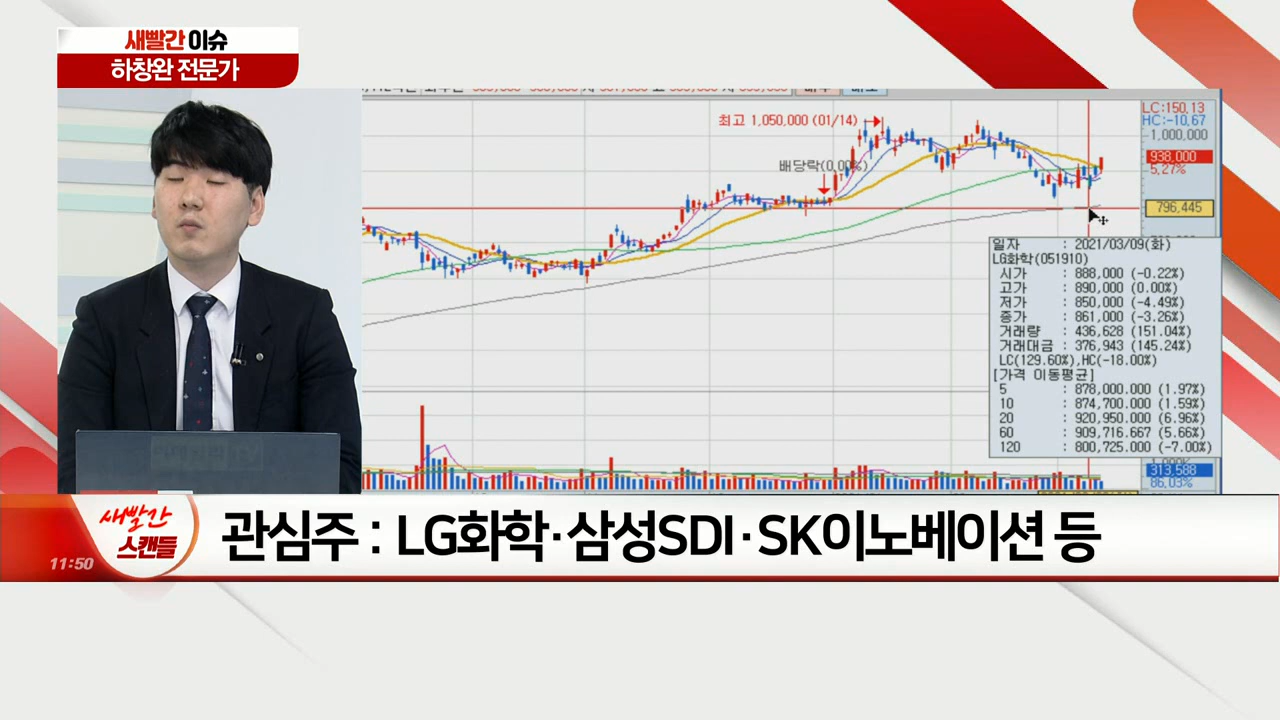 새빨간 이슈
하창완 전문가
최고 1,050,000 (01/14)
배당락(0,00%)
LC:150,13
HC:-10,67
1,000,000
938,000
5,27%
796,445
일자 : 2021/03/09(화)
LG화학(051910)
시가 : 888,000 (-0.22%)
고가 : 890,000 (0.00%)
저가 : 850,000 (-4.49%)
종가 : 861,000 (-3.26%)
거래량 : 436,628 (151.04%)
거래대금 : 376,943 (145.24%)
LC(129.60%),HC(-18.00%)
[가격 이동평균]
5 : 878,000.000 (1.97%)
10 : 874,700.000 (1.59%)
20 : 920,950.000 (6.96%)
60 : 909,716.667 (5.66%)
120 : 800,725.000 (-7.00%)
313,588
86,03%
새빨간
스캔들
11:50
관심주 : LG화학·삼성SDI·SK이노베이션 등